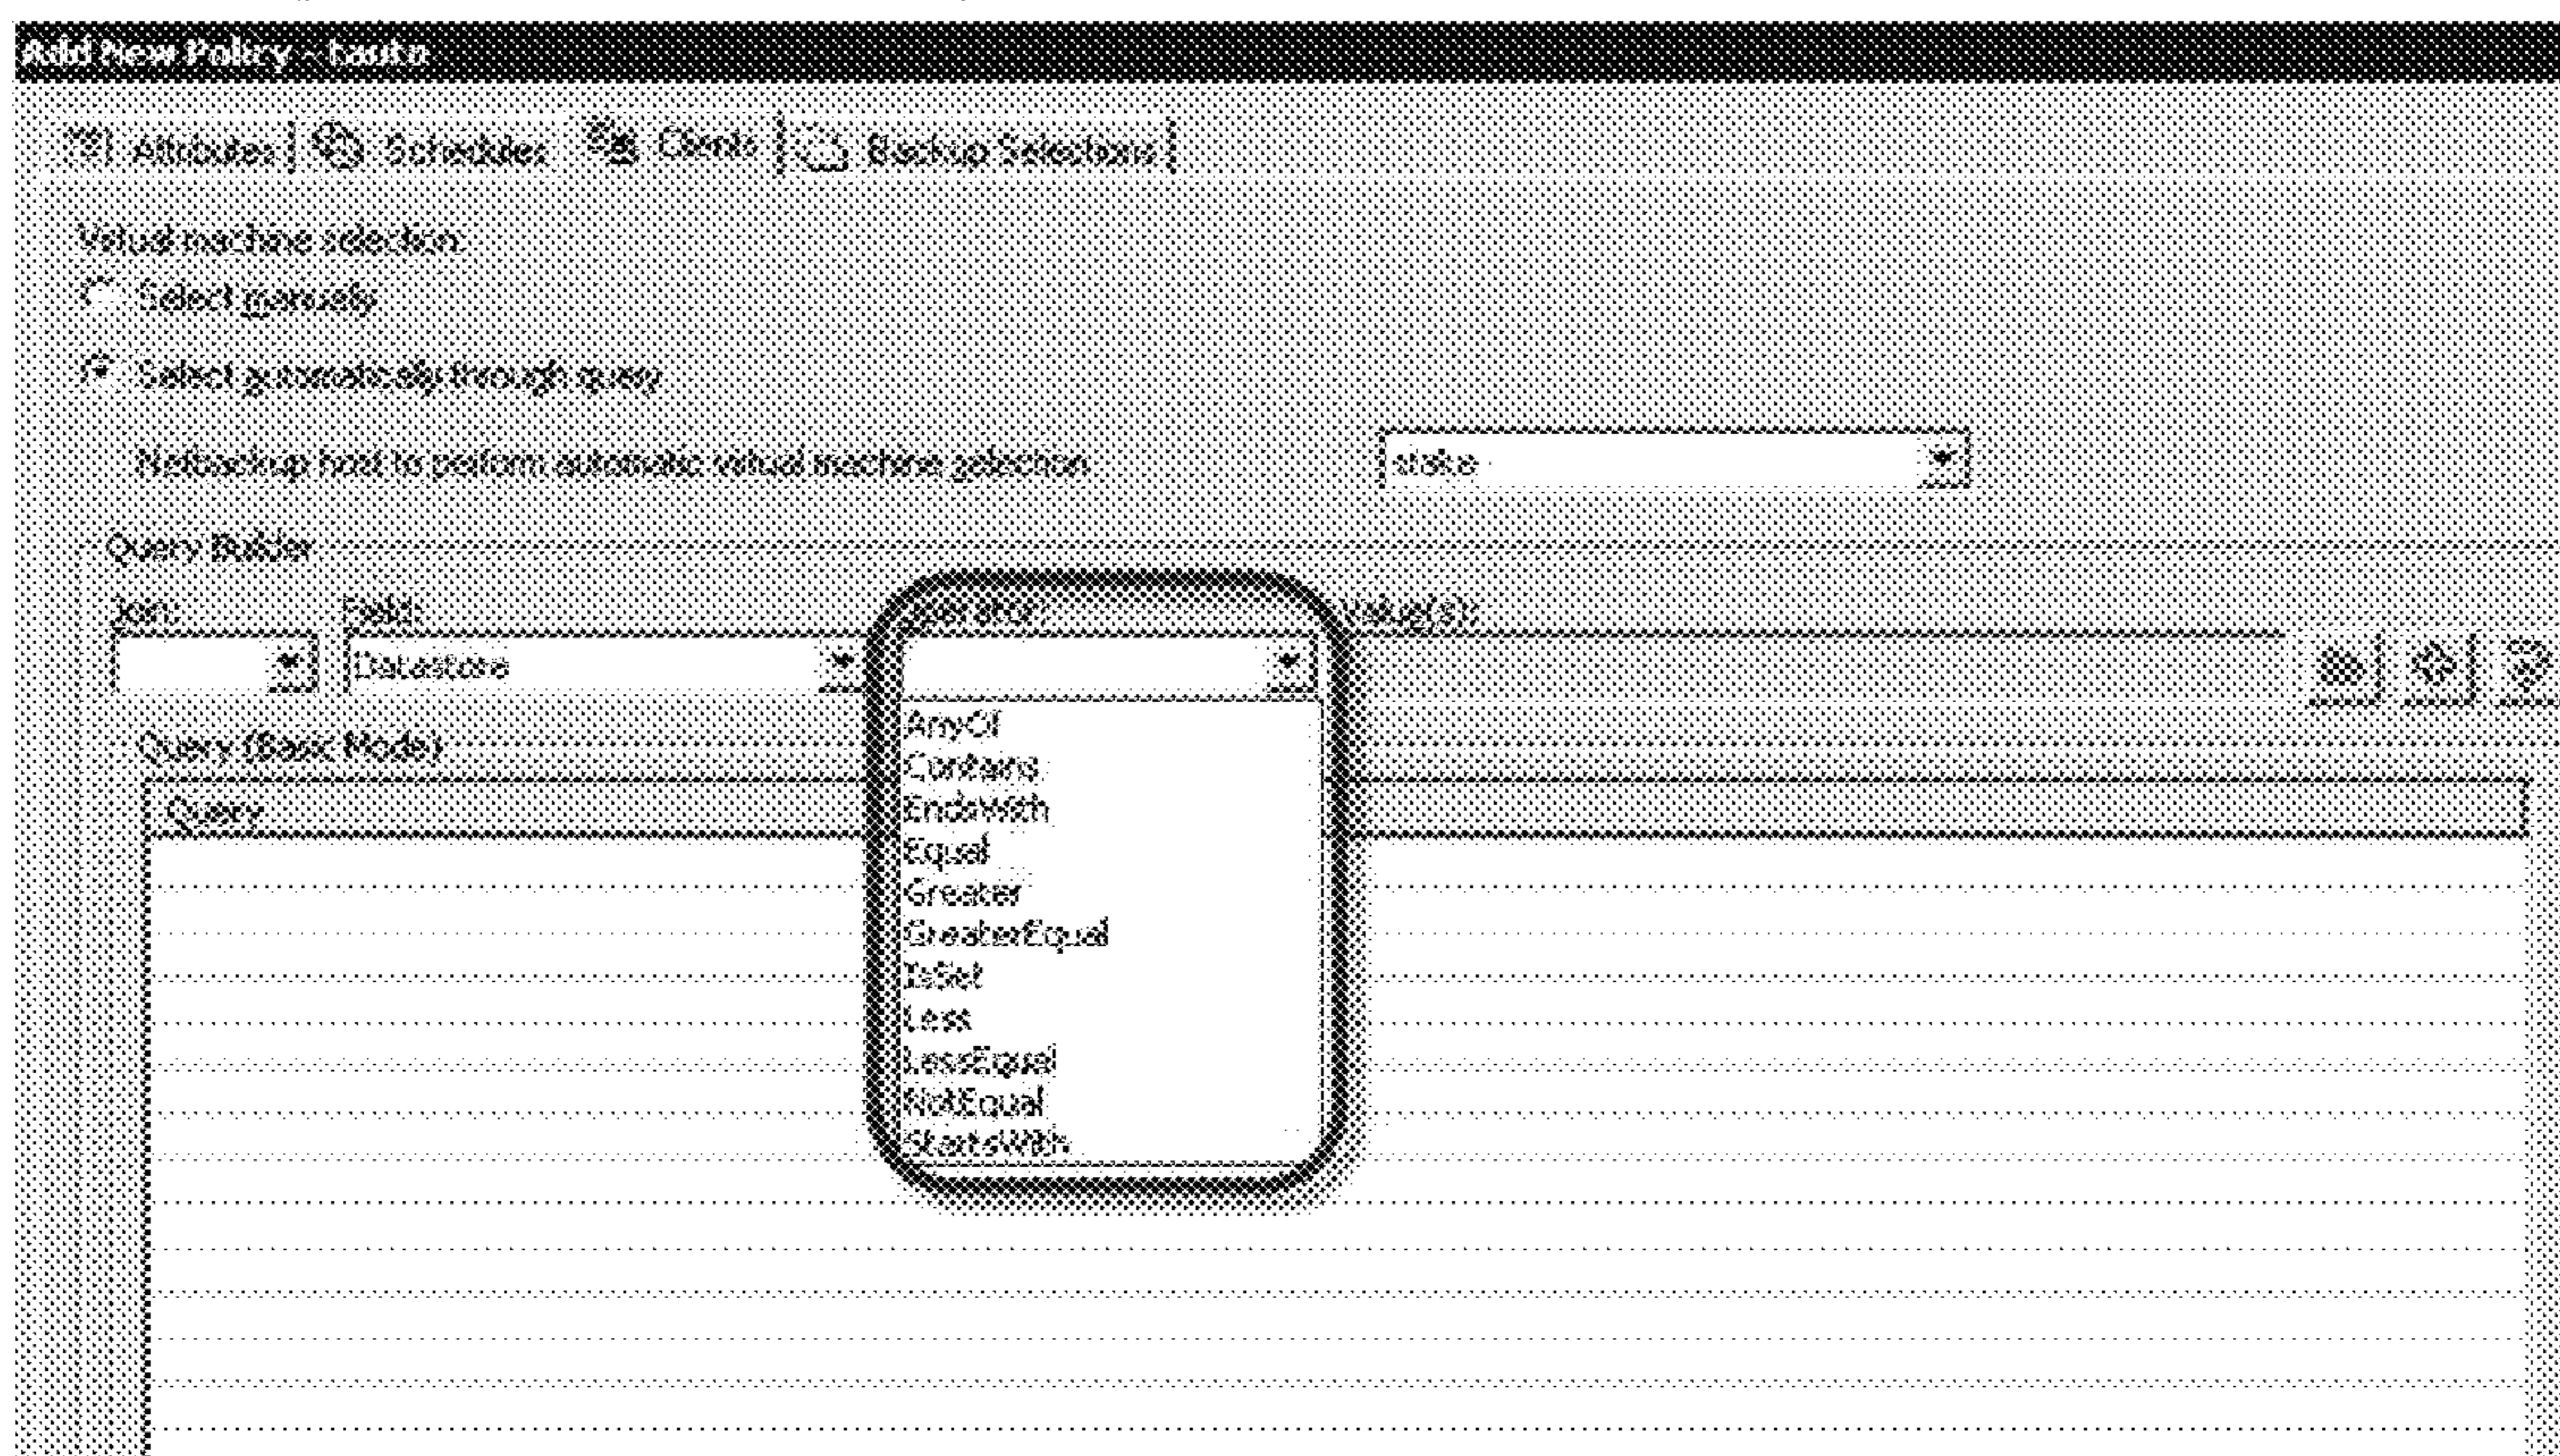 Add New Policy - tauto
Attributes Schedules Clients Backup Selections
Virtual machine selection:
Select manually
Select automatically through query
Netbackup host to perform automatic virtual machine selection
stake
Query Builder
Join: Field: Operator: Value(s):
Datastore
Query (Basic Mode)
Query
AnyOf
Contains
EndsWith
Equal
Greater
GreaterEqual
IsSet
Less
LessEqual
NotEqual
StartsWith